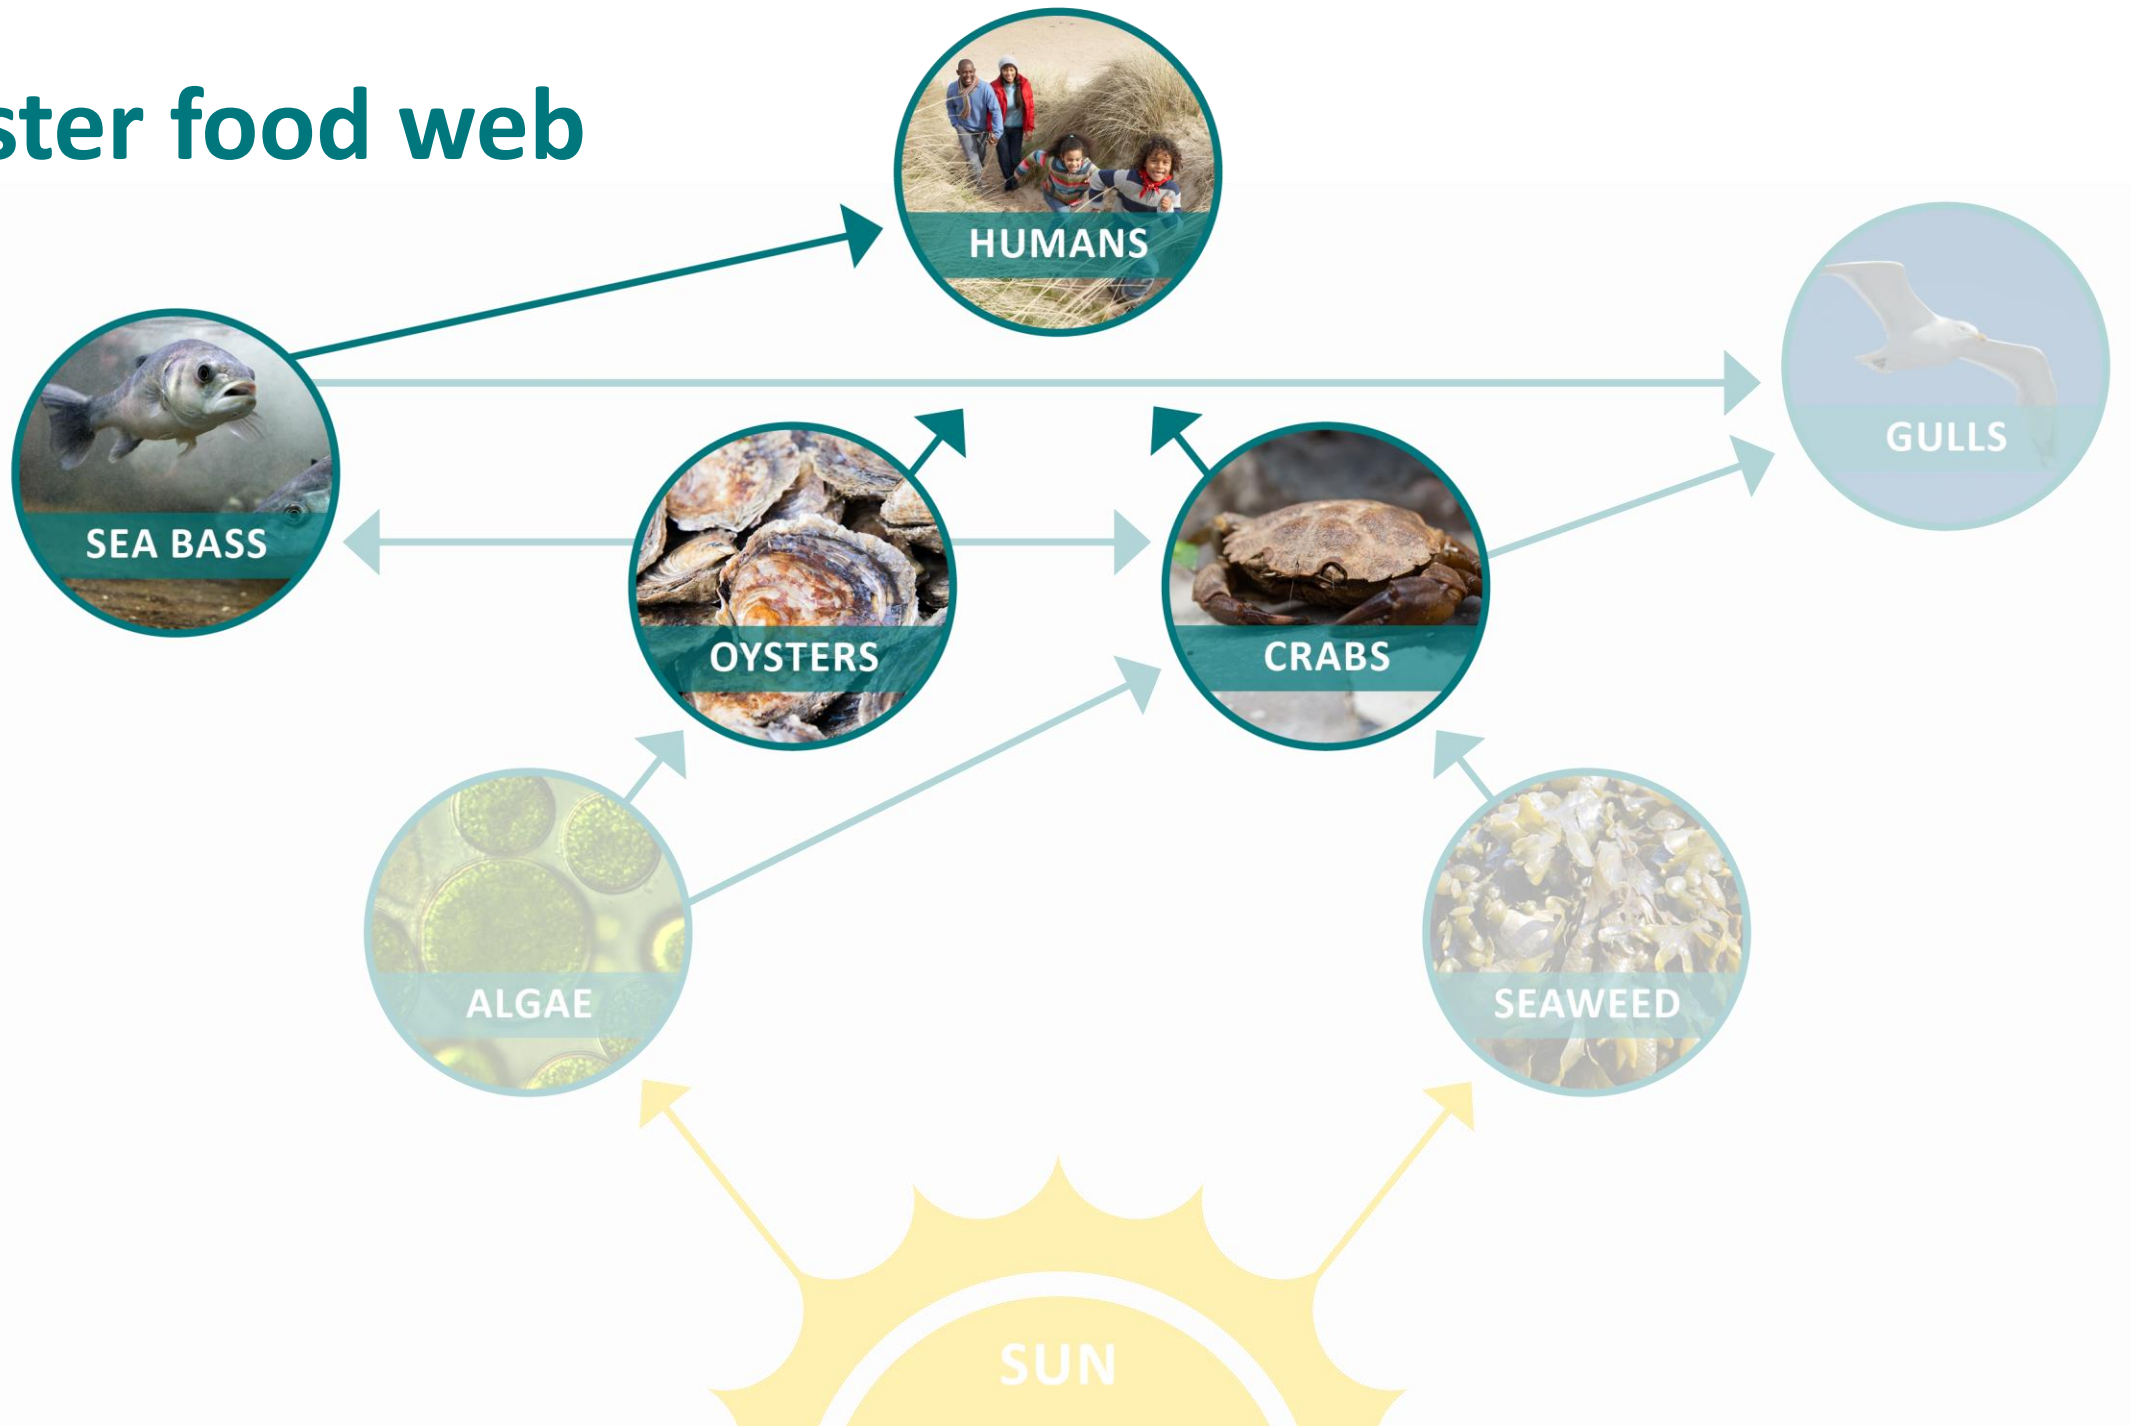 ster food web
HUMANS
GULLS
SEA BASS
OYSTERS
CRABS
ALGAE
SEAWEED
SUN